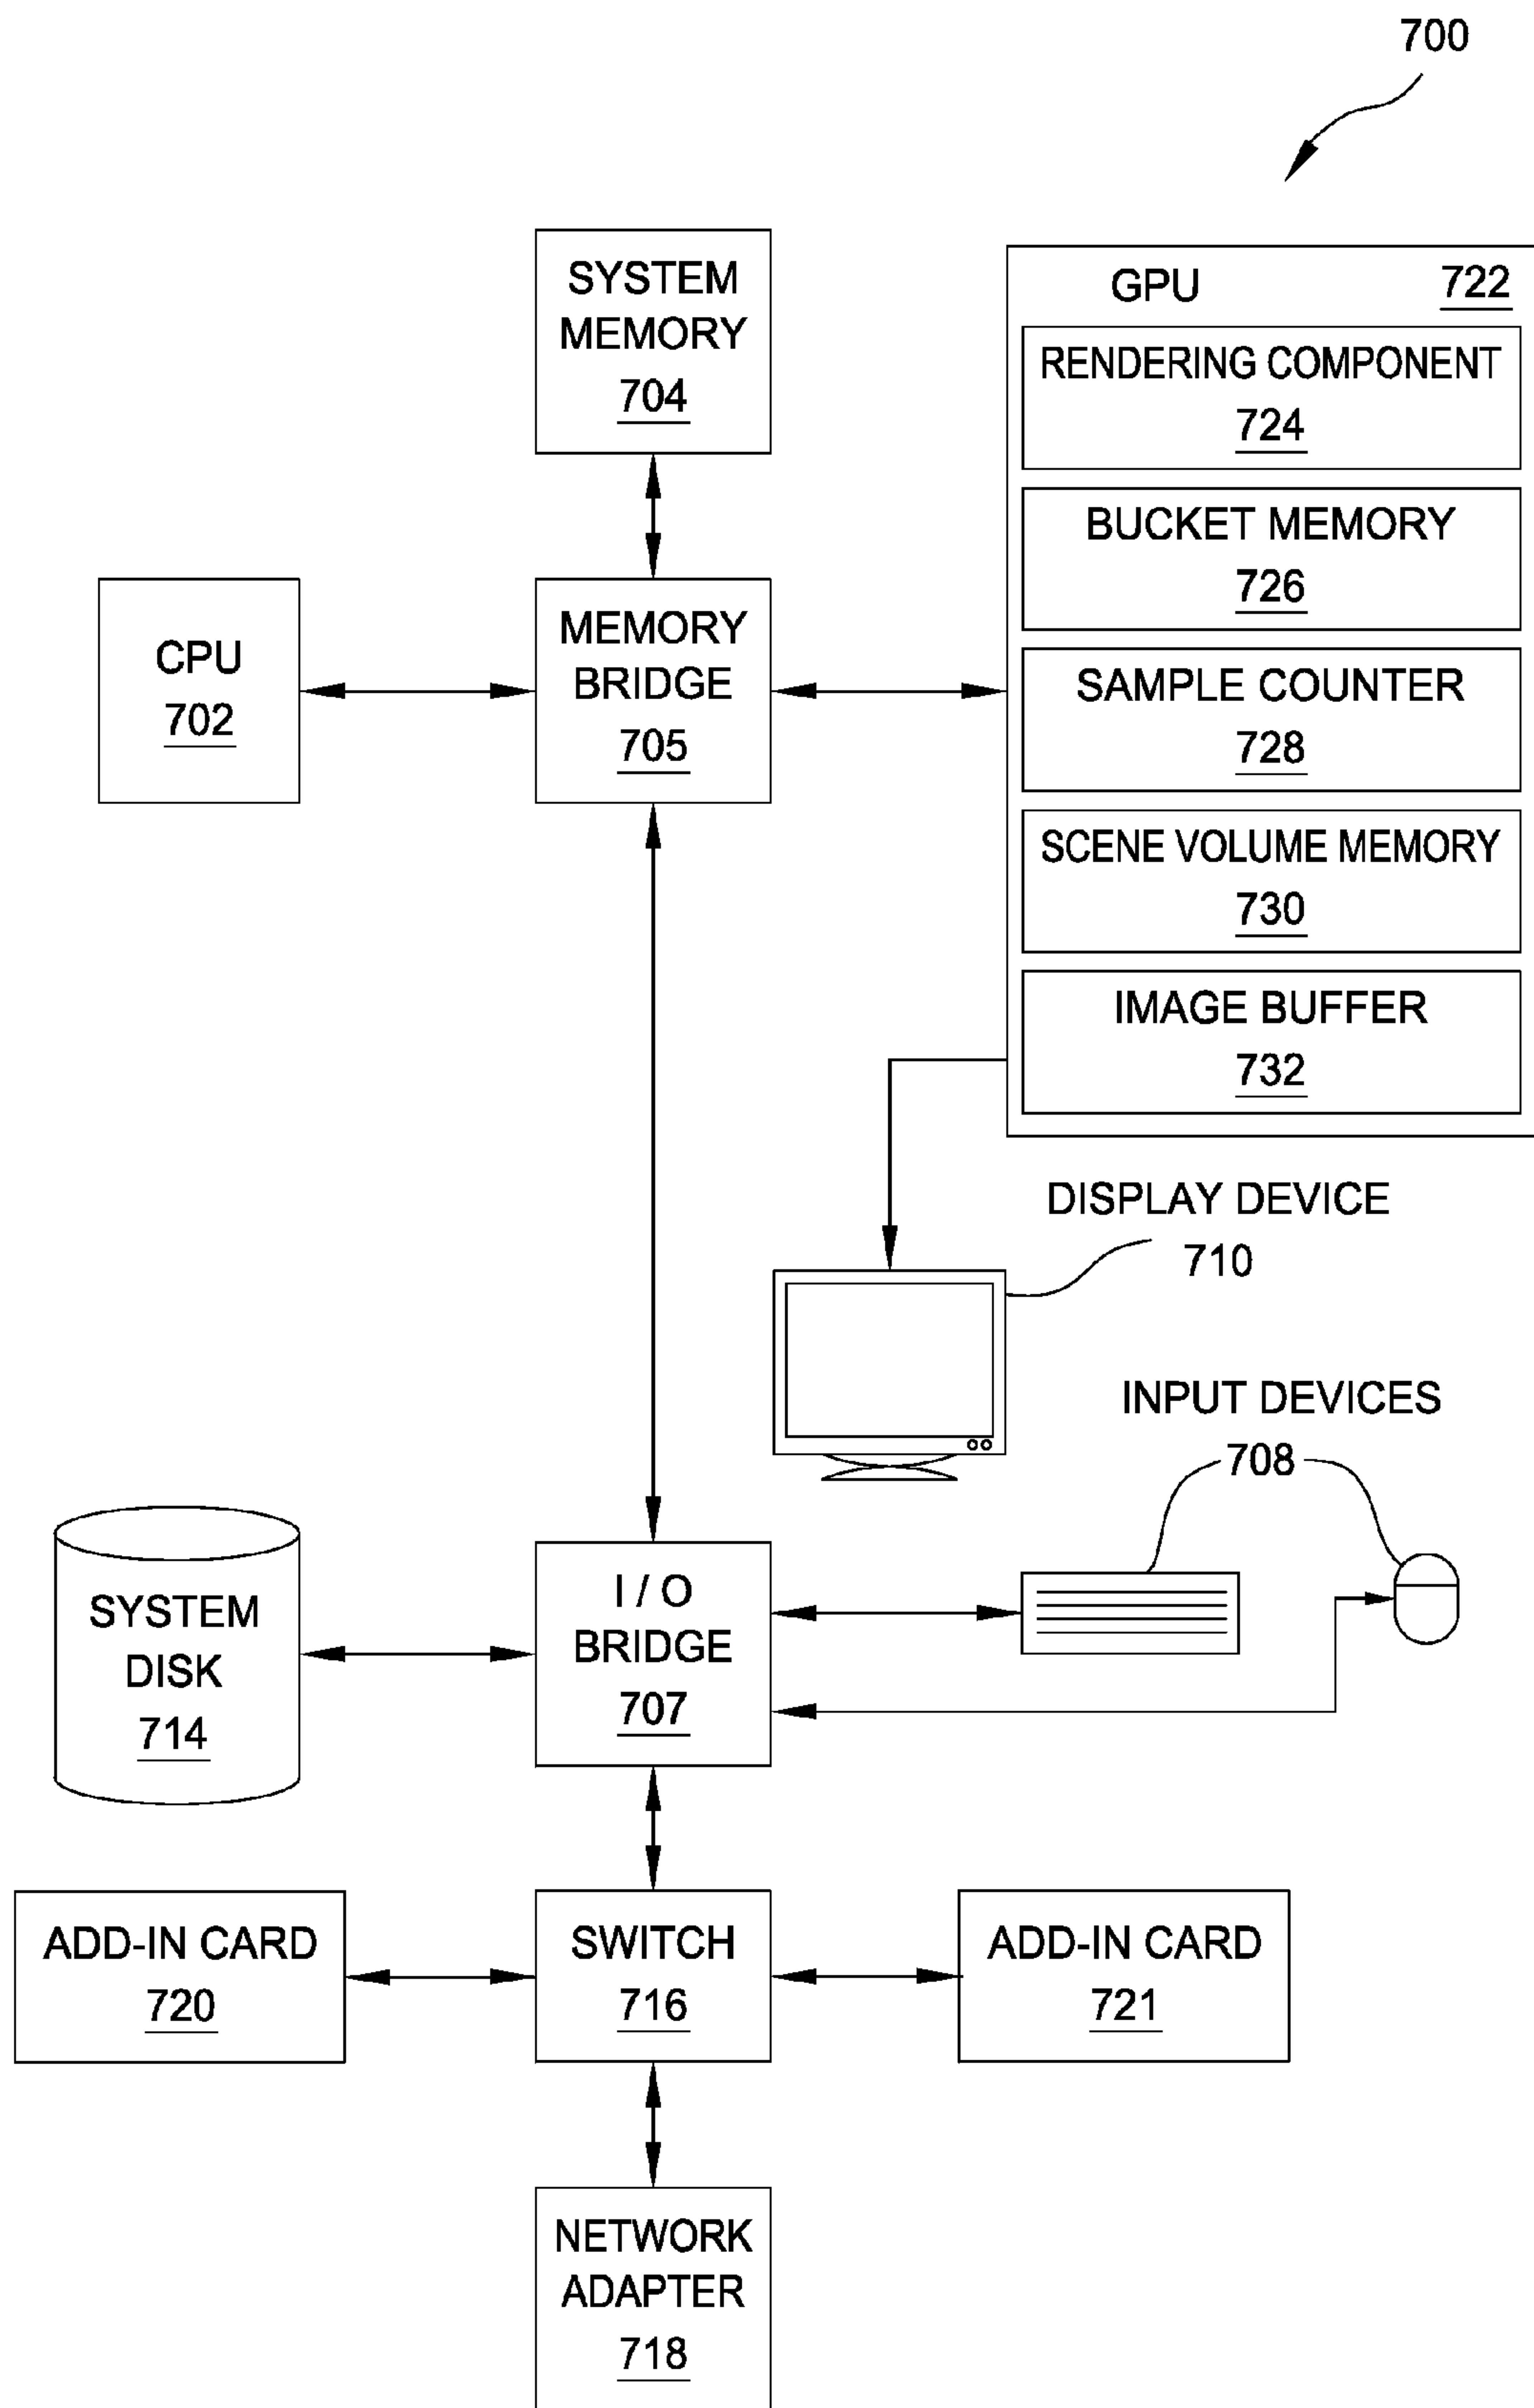 700
SYSTEM
MEMORY
704
GPU 722
RENDERING COMPONENT
724
BUCKET MEMORY
726
SAMPLE COUNTER
728
SCENE VOLUME MEMORY
730
IMAGE BUFFER
732
CPU
702
MEMORY
BRIDGE
705
DISPLAY DEVICE
710
INPUT DEVICES
708
SYSTEM
DISK
714
I / O
BRIDGE
707
ADD-IN CARD
720
SWITCH
716
ADD-IN CARD
721
NETWORK
ADAPTER
718